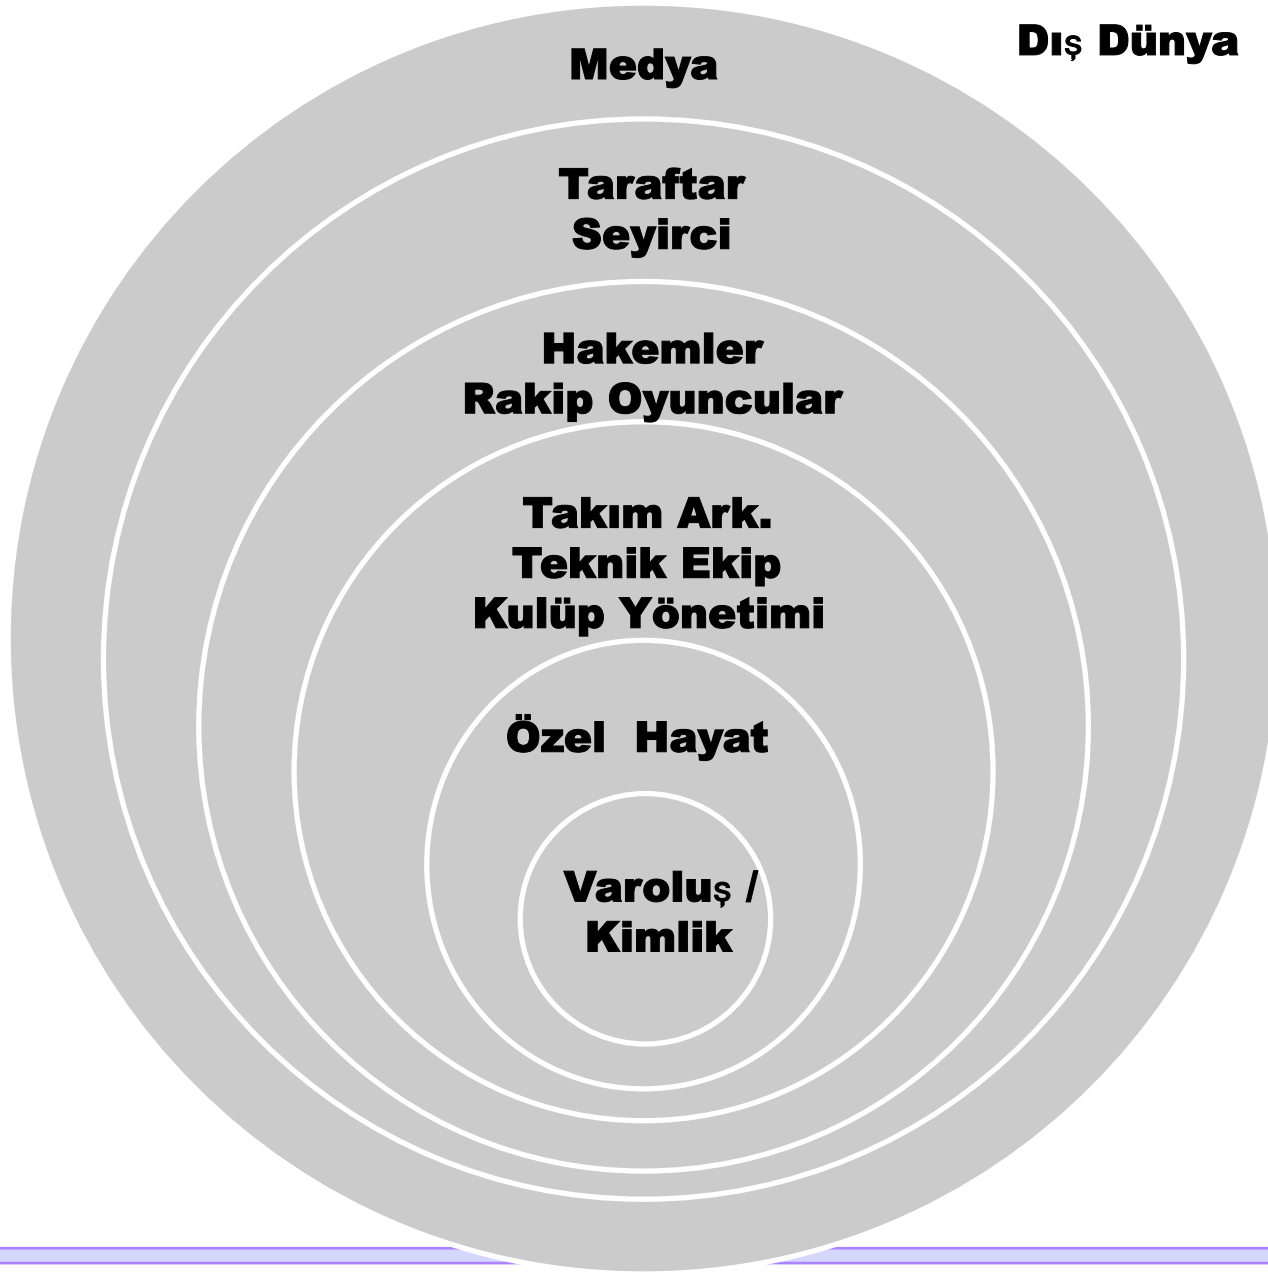 Dış Dünya
Medya
Taraftar
Seyirci
Hakemler
Rakip Oyuncular
Takım Ark.
Teknik Ekip
Kulüp Yönetimi
Özel  Hayat
Varoluş /
Kimlik